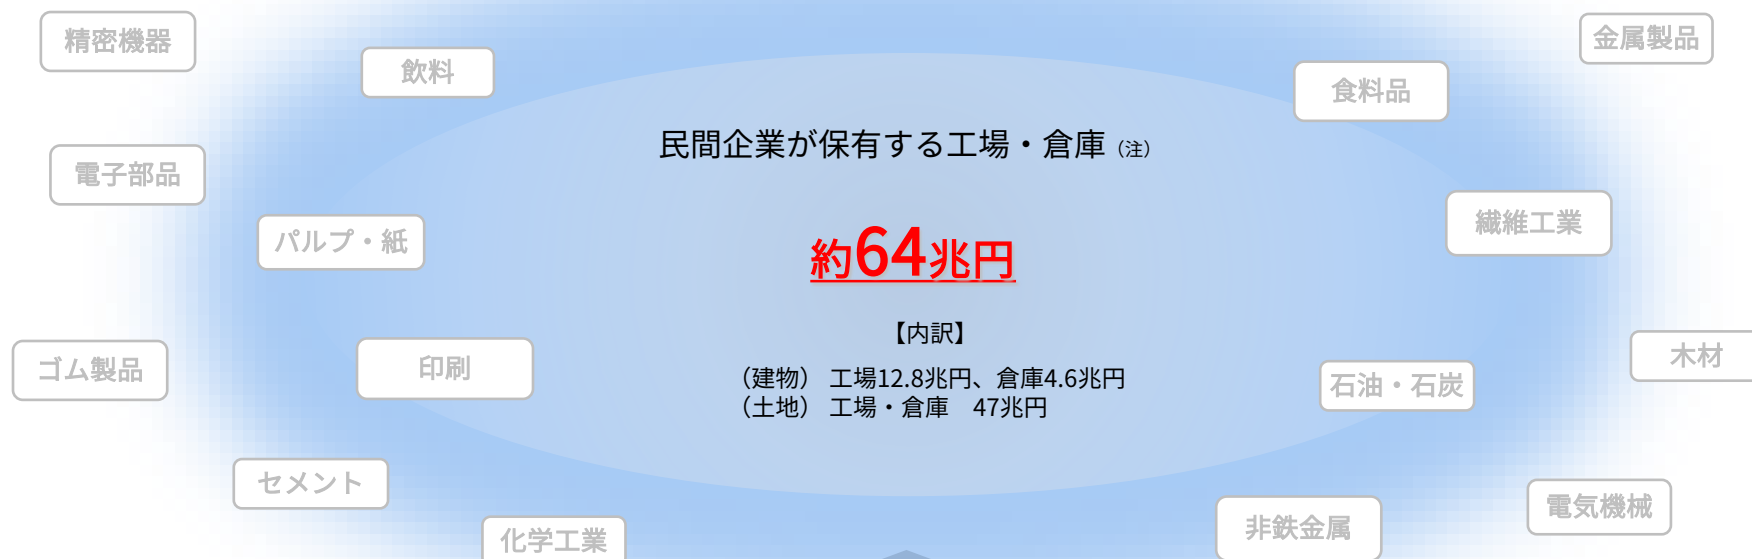 精密機器
飲料
金属製品
食料品
民間企業が保有する工場・倉庫（注）
電子部品
パルプ・紙
繊維工業
約64兆円
【内訳】
ゴム製品
印刷
木材
石油・石炭
（建物） 工場12.8兆円、倉庫4.6兆円
（土地） 工場・倉庫　47兆円
セメント
化学工業
非鉄金属
電気機械